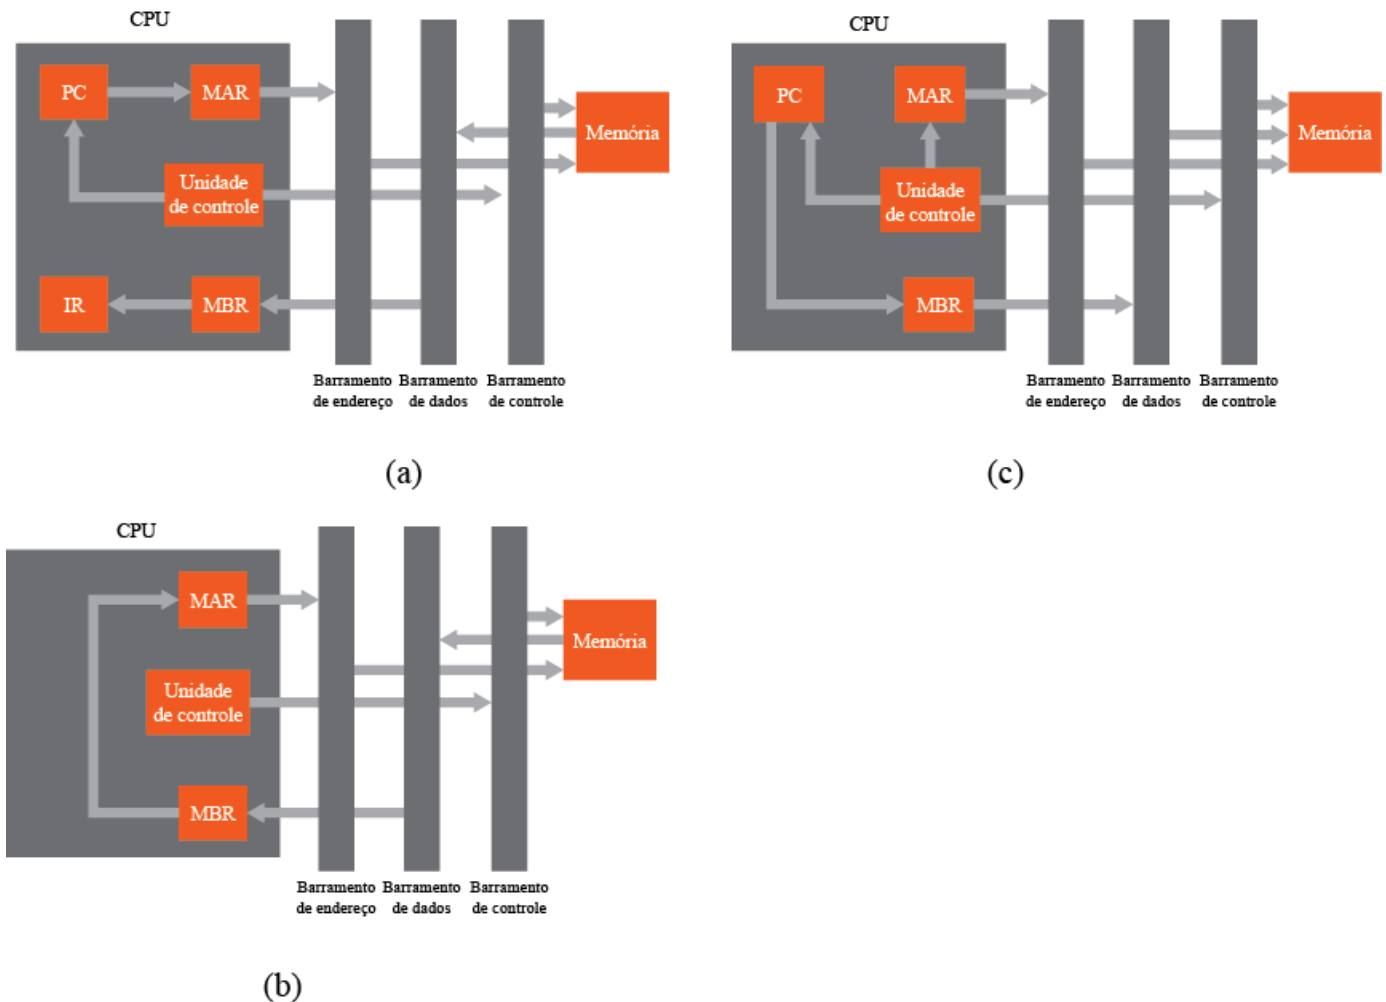 CPU
PC
MAR
Memória
Unidade
de controle
IR
MBR
Barramento
de endereço
Barramento
de dados
Barramento
de controle
(a)
CPU
PC
MAR
Memória
Unidade
de controle
MBR
Barramento
de endereço
Barramento
de dados
Barramento
de controle
(c)
CPU
MAR
Memória
Unidade
de controle
MBR
Barramento
de endereço
Barramento
de dados
Barramento
de controle
(b)